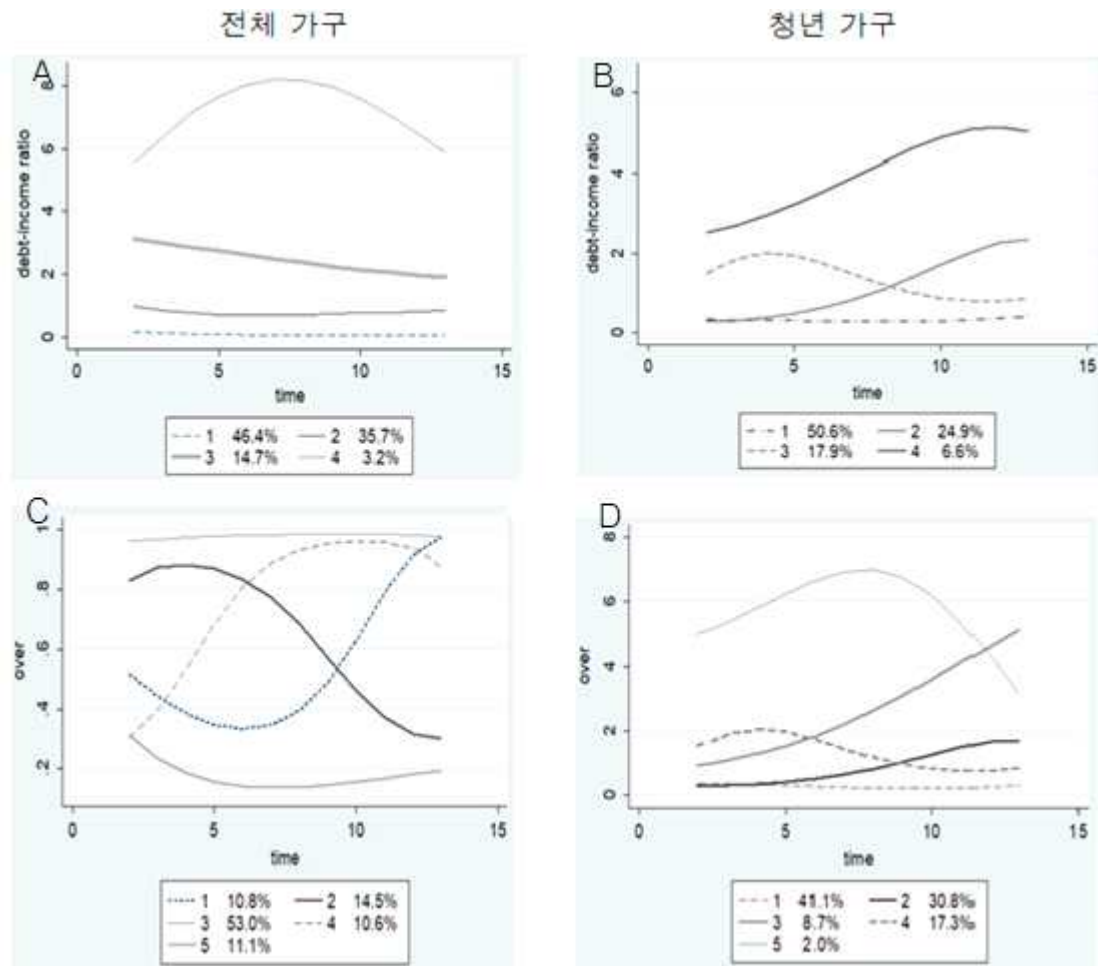 전체 가구
청년 가구
A
8
6
4
2
0
debt-income ratio
0 5 10 15
time
1 46.4% 2 35.7%
3 14.7% 4 3.2%
B
6
4
2
0
debt-income ratio
0 5 10 15
time
1 50.6% 2 24.9%
3 17.9% 4 6.6%
C
1
.8
.6
.4
.2
over
0 5 10 15
time
1 10.8% 2 14.5%
3 53.0% 4 10.6%
5 11.1%
D
8
6
4
2
0
over
0 5 10 15
time
1 41.1% 2 30.8%
3 8.7% 4 17.3%
5 2.0%